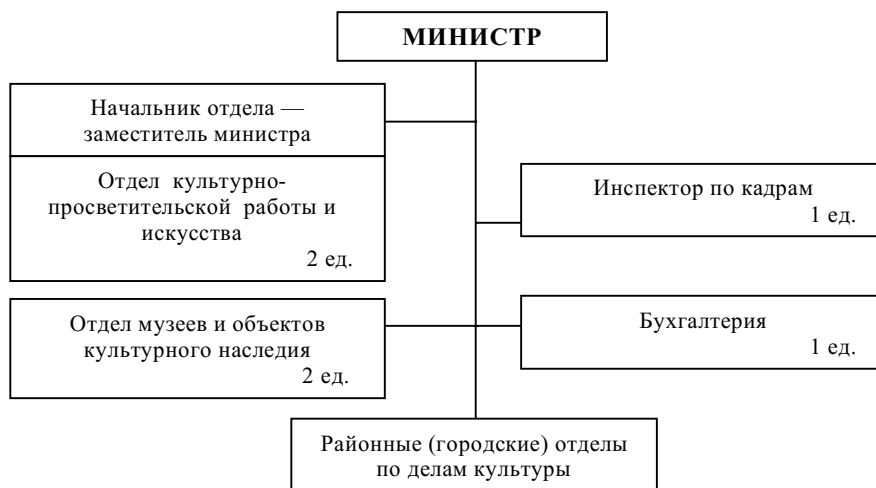 МИНИСТР
Начальник отдела —
заместитель министра
Отдел культурно-
просветительской работы и
искусства
2 ед.
Инспектор по кадрам
1 ед.
Отдел музеев и объектов
культурного наследия
2 ед.
Бухгалтерия
1 ед.
Районные (городские) отделы
по делам культуры